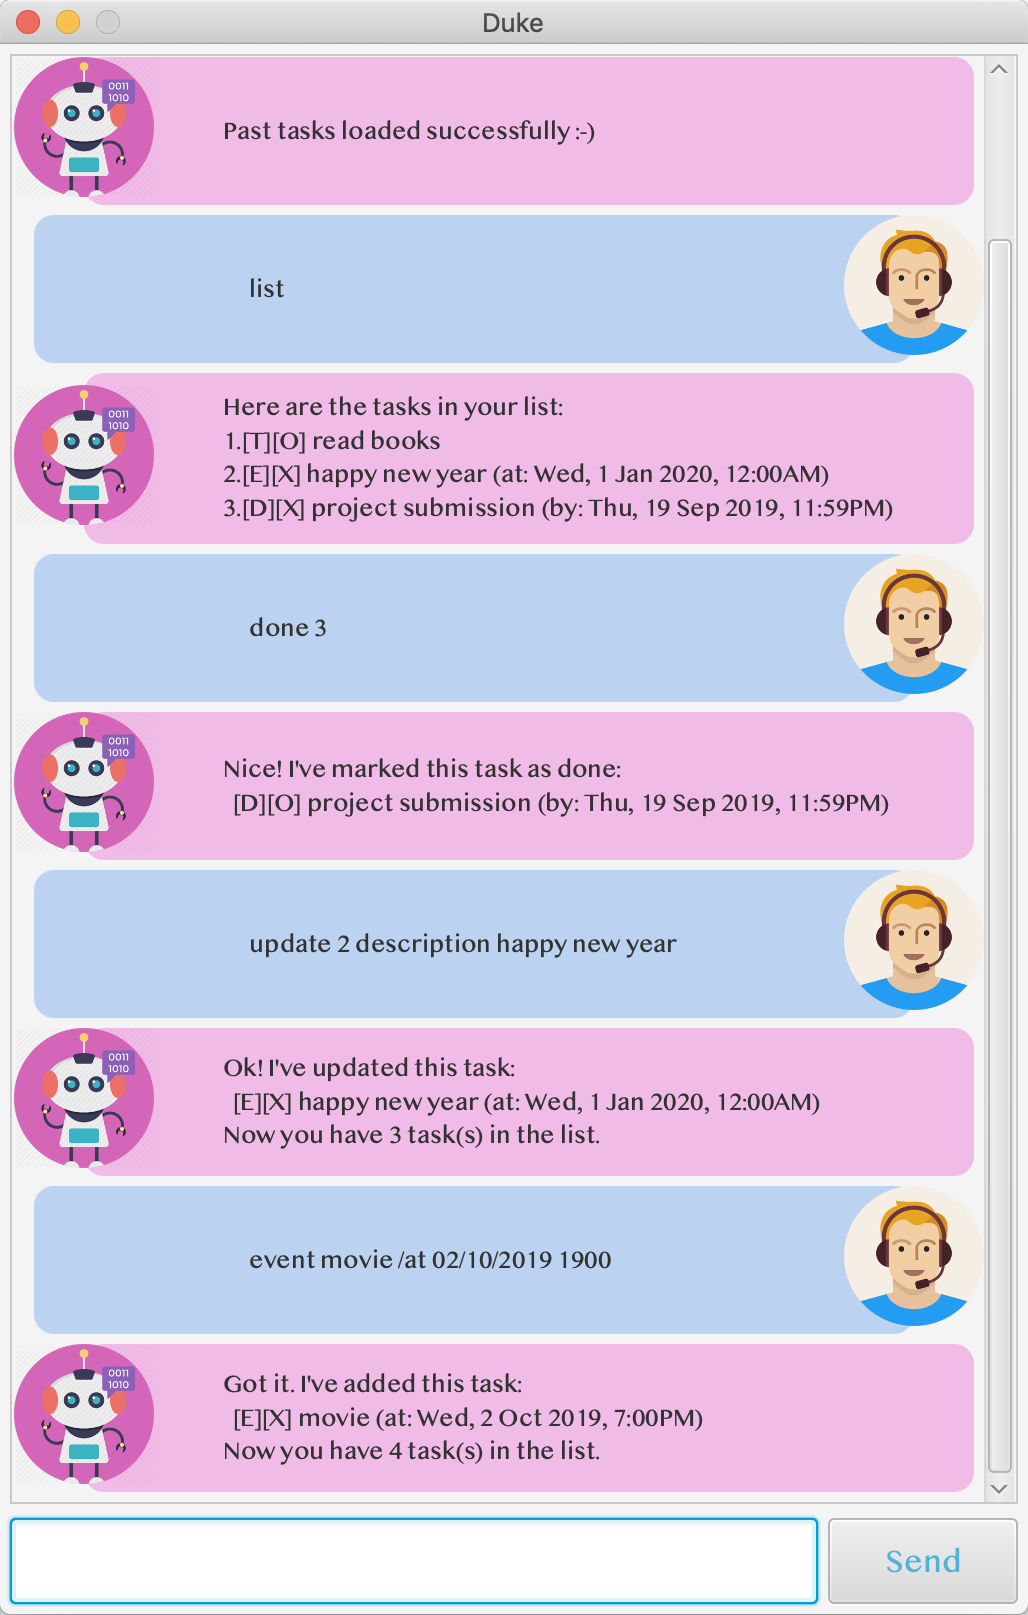 Duke
0011
1010
Past tasks loaded successfully :-)
list
0011
1010
Here are the tasks in your list:
1.[T][O] read books
2.[E][X] happy new year (at: Wed, 1 Jan 2020, 12:00AM)
3.[D][X] project submission (by: Thu, 19 Sep 2019, 11:59PM)
done 3
0011
1010
Nice! I've marked this task as done:
[D][O] project submission (by: Thu, 19 Sep 2019, 11:59PM)
update 2 description happy new year
0011
1010
Ok! I've updated this task:
[E][X] happy new year (at: Wed, 1 Jan 2020, 12:00AM)
Now you have 3 task(s) in the list.
event movie /at 02/10/2019 1900
0011
1010
Got it. I've added this task:
[E][X] movie (at: Wed, 2 Oct 2019, 7:00PM)
Now you have 4 task(s) in the list.
Send